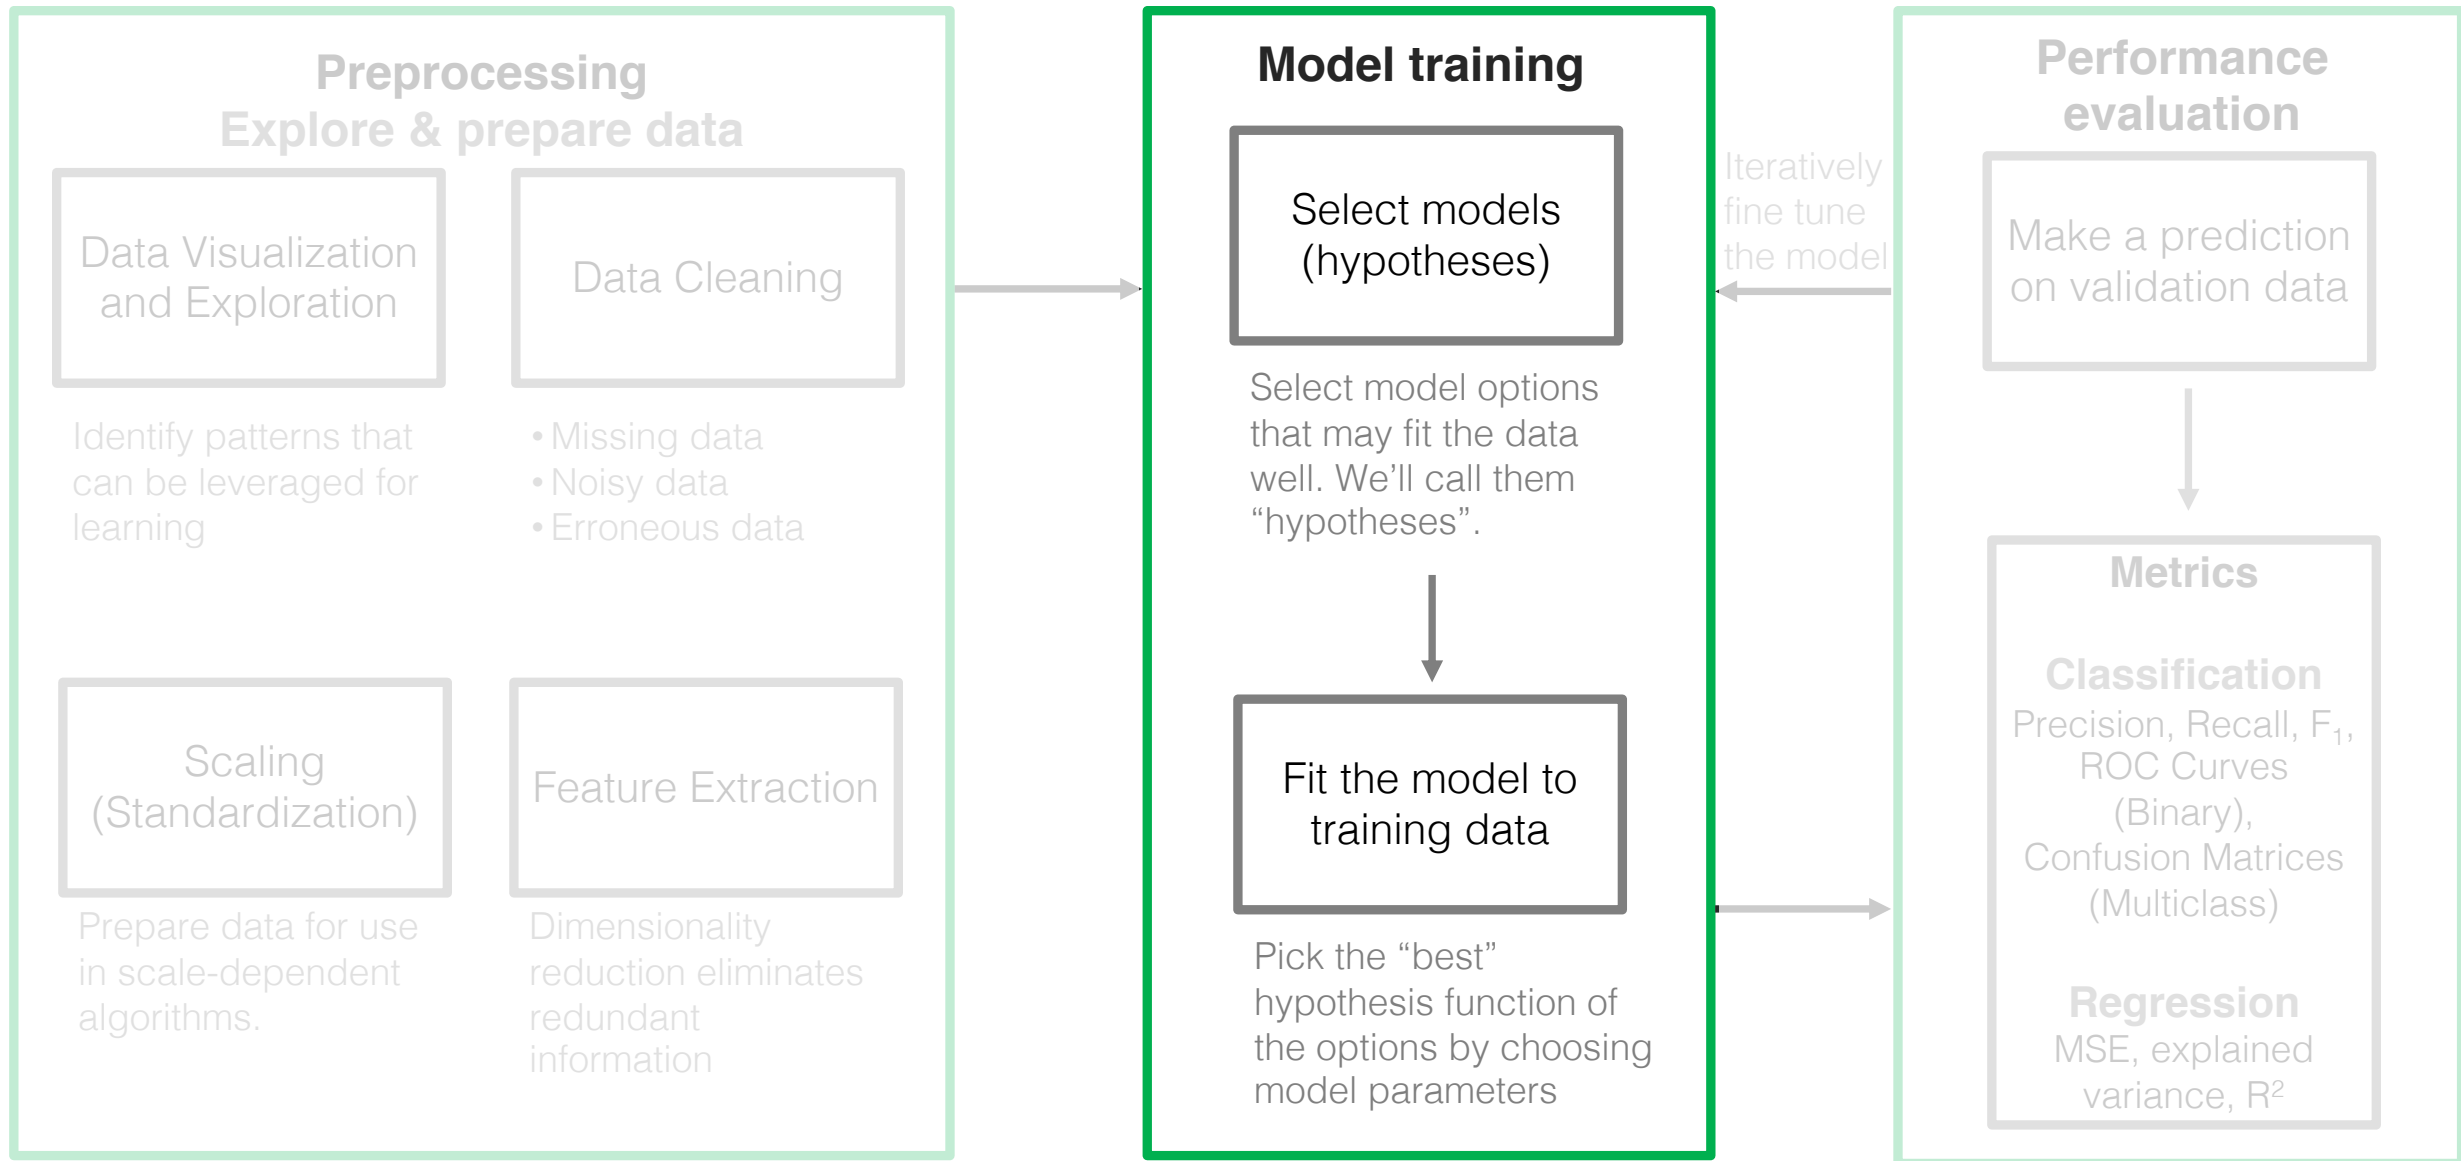 Preprocessing
Explore & prepare data
Data Visualization
and Exploration
Identify patterns that
can be leveraged for
learning
Data Cleaning
• Missing data
• Noisy data
• Erroneous data
Scaling
(Standardization)
Prepare data for use
in scale-dependent
algorithms.
Feature Extraction
Dimensionality
reduction eliminates
redundant
information
Model training
Select models
(hypotheses)
Select model options
that may fit the data
well. We’ll call them
“hypotheses”.
Fit the model to
training data
Pick the “best”
hypothesis function of
the options by choosing
model parameters
Iteratively
fine tune
the model
Performance
evaluation
Make a prediction
on validation data
Metrics
Classification
Precision, Recall, F₁,
ROC Curves
(Binary),
Confusion Matrices
(Multiclass)
Regression
MSE, explained
variance, R²